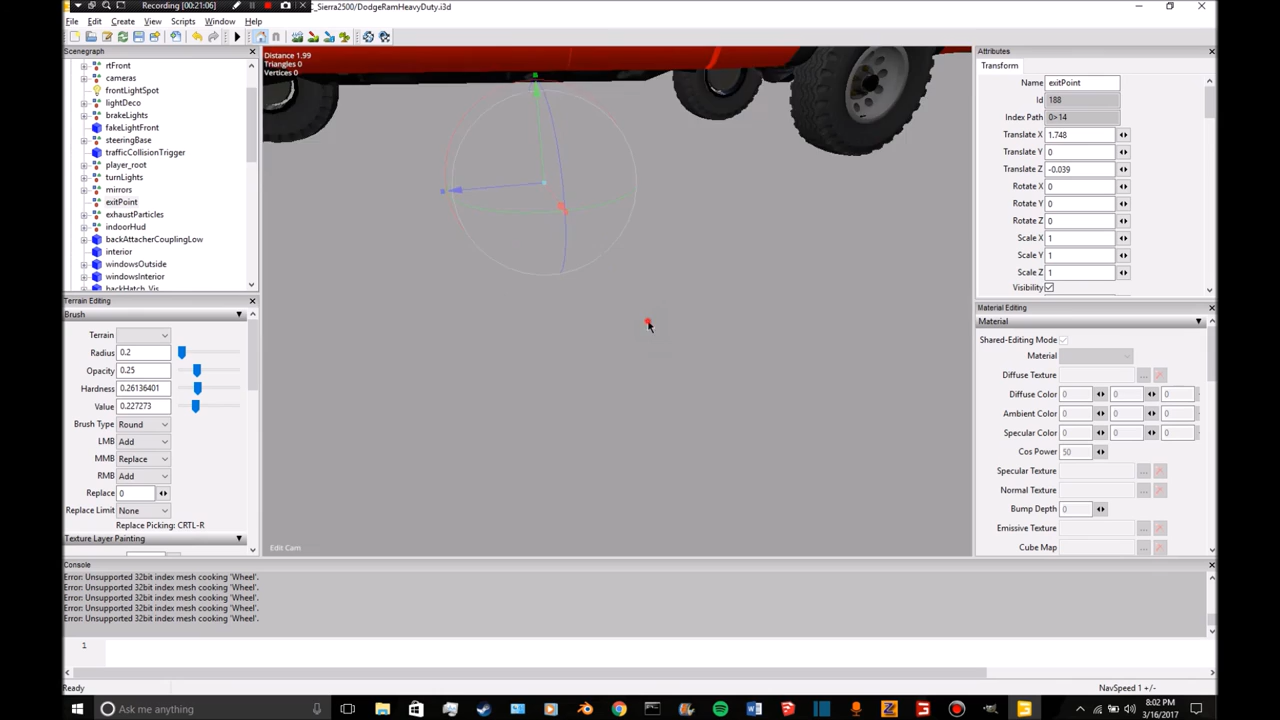 Recording [00:21:06]
C_Sierra2500/DodgeRamHeavyDuty.i3d
File Edit Create View Scripts Window Help
Scenegraph
rtFront
cameras
frontLightSpot
lightDeco
brakeLights
fakeLightFront
steeringBase
trafficCollisionTrigger
player_root
turnLights
mirrors
exitPoint
exhaustParticles
indoorHud
backAttacherCouplingLow
interior
windowsOutside
windowsInterior
backHatch_Vis
Terrain Editing
Brush
Terrain
Radius 0.2
Opacity 0.25
Hardness 0.26136401
Value 0.227273
Brush Type Round
LMB Add
MMB Replace
RMB Add
Replace 0
Replace Limit None
Replace Picking: CRTL-R
Texture Layer Painting
Distance 1.99
Triangles 0
Vertices 0
Edit Cam
Attributes
Transform
Name exitPoint
Id 188
Index Path 0>14
Translate X 1.748
Translate Y 0
Translate Z -0.039
Rotate X 0
Rotate Y 0
Rotate Z 0
Scale X 1
Scale Y 1
Scale Z 1
Visibility
Material Editing
Material
Shared-Editing Mode
Material
Diffuse Texture ...
Diffuse Color 0 0 0
Ambient Color 0 0 0
Specular Color 0 0 0
Cos Power 50
Specular Texture ...
Normal Texture ...
Bump Depth 0
Emissive Texture ...
Cube Map ...
Console
Error: Unsupported 32bit index mesh cooking 'Wheel'.
Error: Unsupported 32bit index mesh cooking 'Wheel'.
Error: Unsupported 32bit index mesh cooking 'Wheel'.
Error: Unsupported 32bit index mesh cooking 'Wheel'.
Error: Unsupported 32bit index mesh cooking 'Wheel'.
1
Ready
NavSpeed 1 +/-
Ask me anything
8:02 PM
3/16/2017